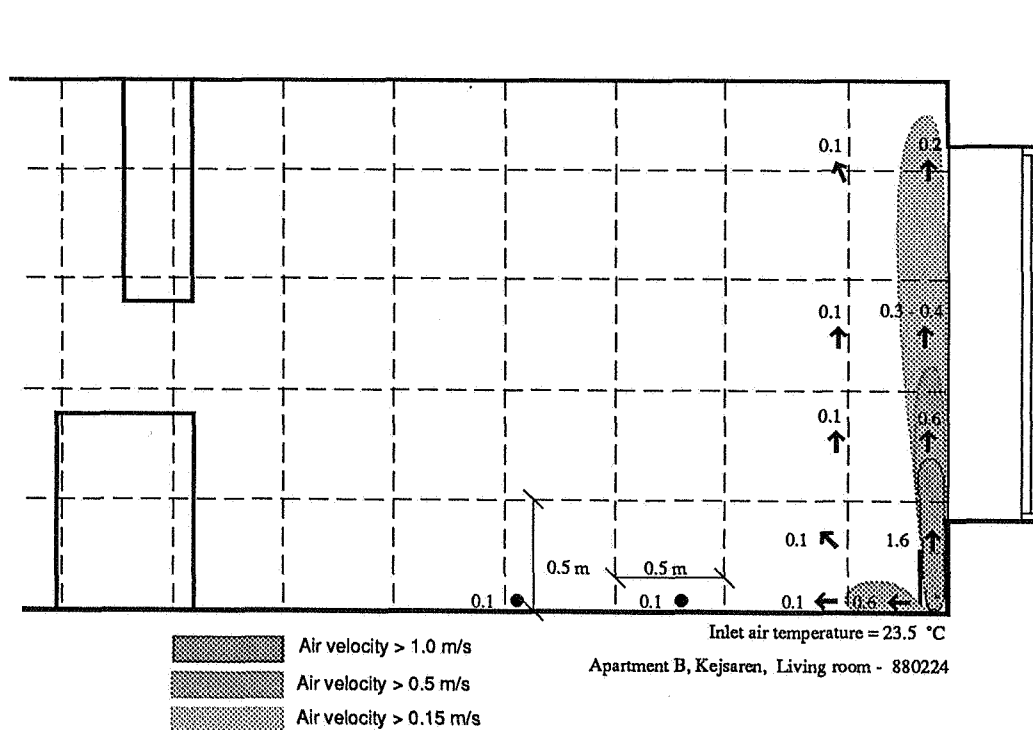 0.1 0.2
0.1 0.3 - 0.4
0.1 0.6
0.1 1.6
0.5 m 0.5 m
0.1 0.1 0.1 0.6
Inlet air temperature = 23.5 °C
Apartment B, Kejsaren, Living room - 880224
Air velocity > 1.0 m/s
Air velocity > 0.5 m/s
Air velocity > 0.15 m/s